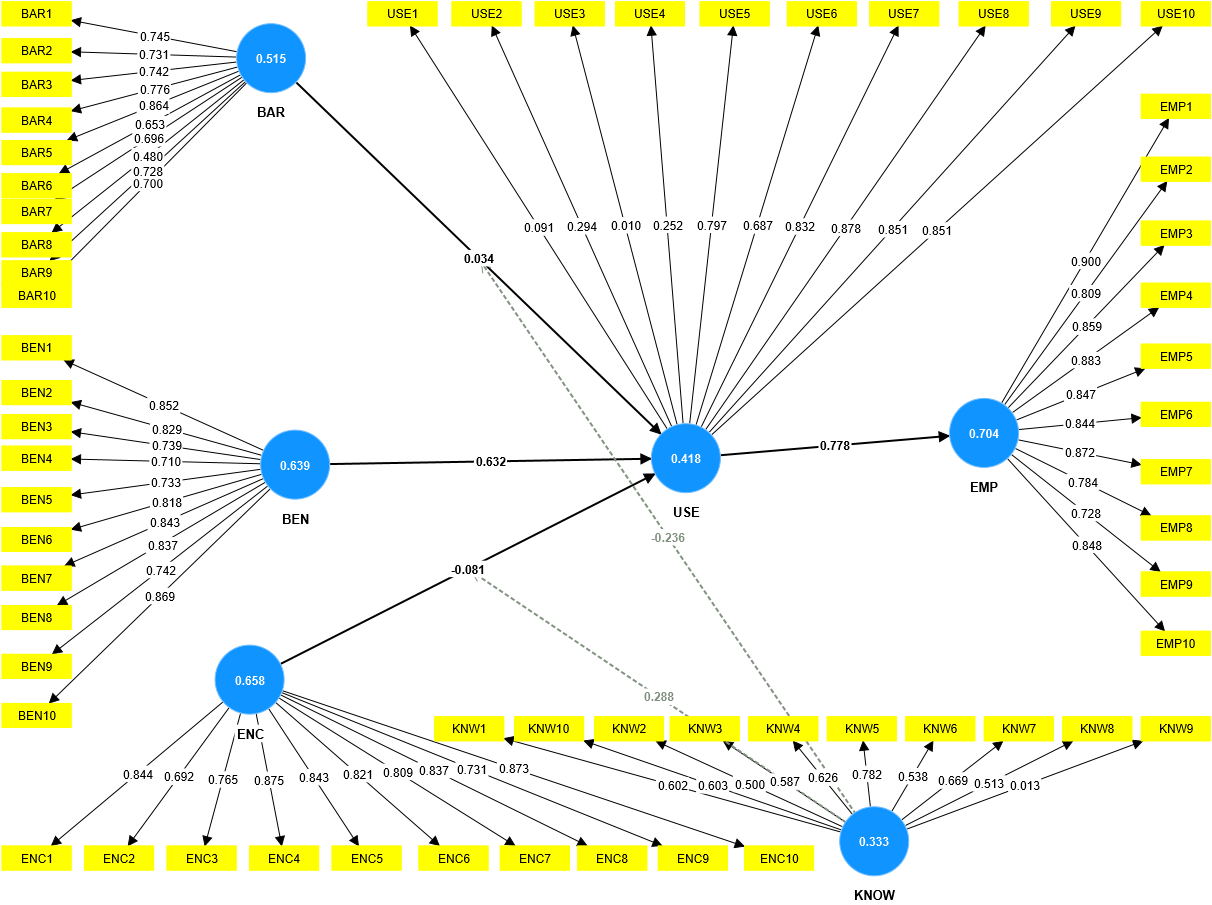 BAR1
BAR2
BAR3
BAR4
BAR5
BAR6
BAR7
BAR8
BAR9
BAR10
0.745
0.731
0.742
0.776
0.864
0.653
0.696
0.480
0.728
0.700
0.515
BAR
USE1 USE2 USE3 USE4 USE5 USE6 USE7 USE8 USE9 USE10
0.091 0.294 0.010 0.252 0.797 0.687 0.832 0.878 0.851 0.851
0.034
EMP1
EMP2
EMP3
EMP4
EMP5
EMP6
EMP7
EMP8
EMP9
EMP10
0.900
0.809
0.859
0.883
0.847
0.844
0.872
0.784
0.728
0.848
0.704
EMP
BEN1
BEN2
BEN3
BEN4
BEN5
BEN6
BEN7
BEN8
BEN9
BEN10
0.852
0.829
0.739
0.710
0.733
0.818
0.843
0.837
0.742
0.869
0.639
BEN
0.632
0.418
USE
0.778
-0.236
-0.081
0.288
0.658
ENC
0.844 0.692 0.765 0.875 0.843 0.821 0.809 0.837 0.731 0.873
ENC1 ENC2 ENC3 ENC4 ENC5 ENC6 ENC7 ENC8 ENC9 ENC10
KNW1 KNW10 KNW2 KNW3 KNW4 KNW5 KNW6 KNW7 KNW8 KNW9
0.602 0.603 0.500 0.587 0.626 0.782 0.538 0.669 0.513 0.013
0.333
KNOW